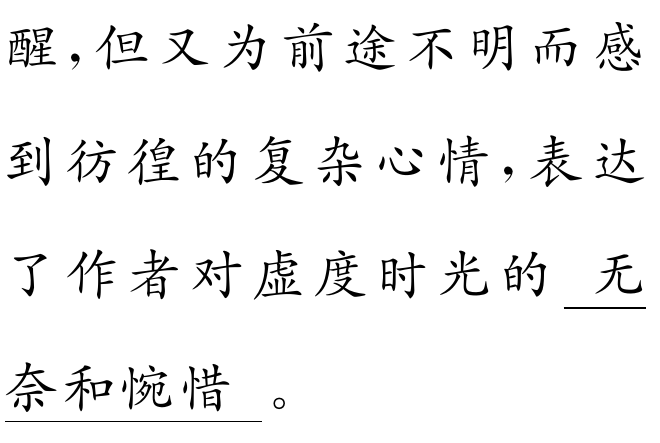 醒,但又为前途不明而感
到彷徨的复杂心情,表达
了作者对虚度时光的 无
奈和惋惜 。